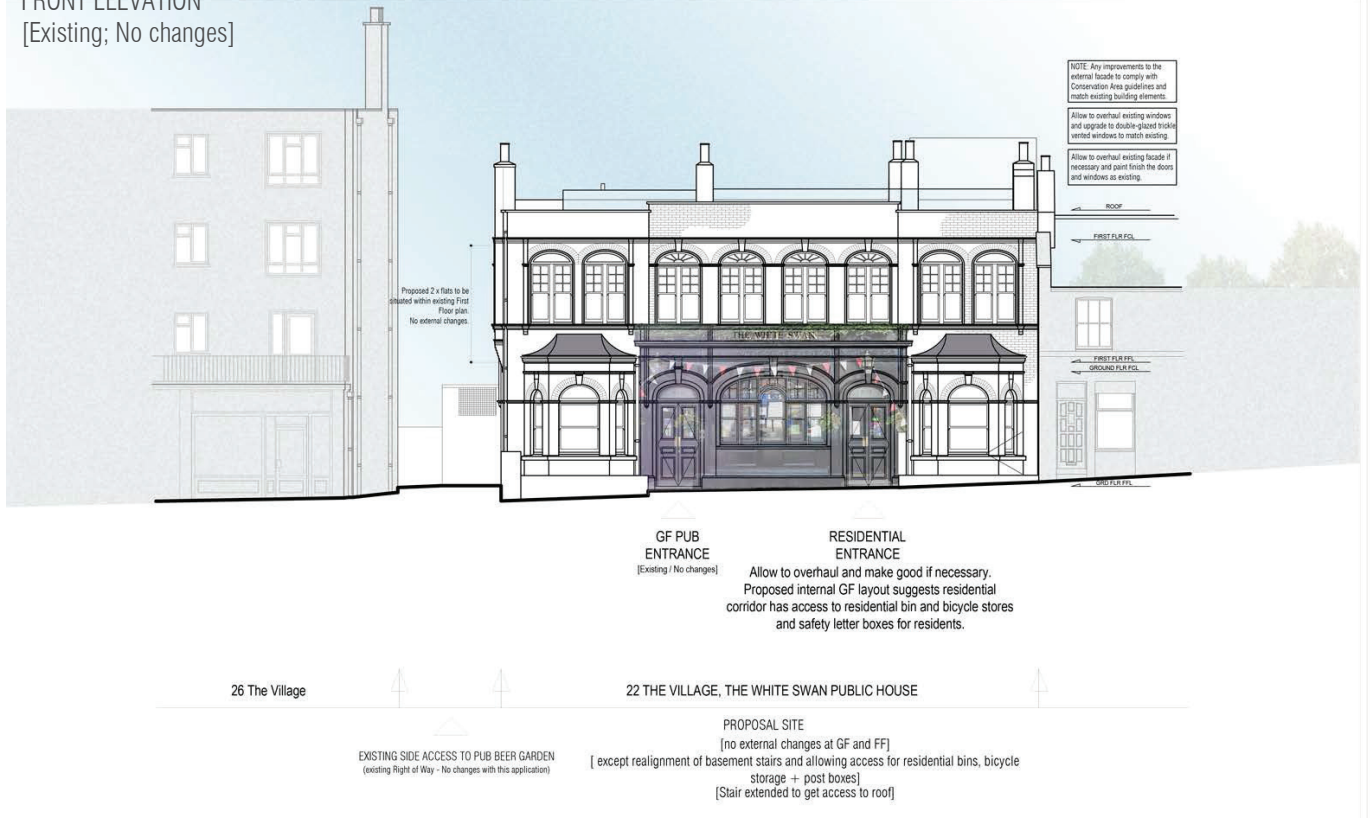 FRONT ELEVATION
[Existing; No changes]
NOTE: Any improvements to the
external facade to comply with
Conservation Area guidelines and
match existing building elements.
Allow to overhaul existing windows
and upgrade to double-glazed trickle
vented windows to match existing.
Allow to overhaul existing facade if
necessary and paint finish the doors
and windows as existing.
ROOF
FIRST FLR FCL
Proposed 2 x flats to be
situated within existing First
Floor plan.
No external changes.
THE WHITE SWAN
FIRST FLR FFL
GROUND FLR FCL
GRD FLR FFL
GF PUB
ENTRANCE
[Existing / No changes]
RESIDENTIAL
ENTRANCE
Allow to overhaul and make good if necessary.
Proposed internal GF layout suggests residential
corridor has access to residential bin and bicycle stores
and safety letter boxes for residents.
26 The Village
22 THE VILLAGE, THE WHITE SWAN PUBLIC HOUSE
EXISTING SIDE ACCESS TO PUB BEER GARDEN
(existing Right of Way - No changes with this application)
PROPOSAL SITE
[no external changes at GF and FF]
[ except realignment of basement stairs and allowing access for residential bins, bicycle
storage + post boxes]
[Stair extended to get access to roof]